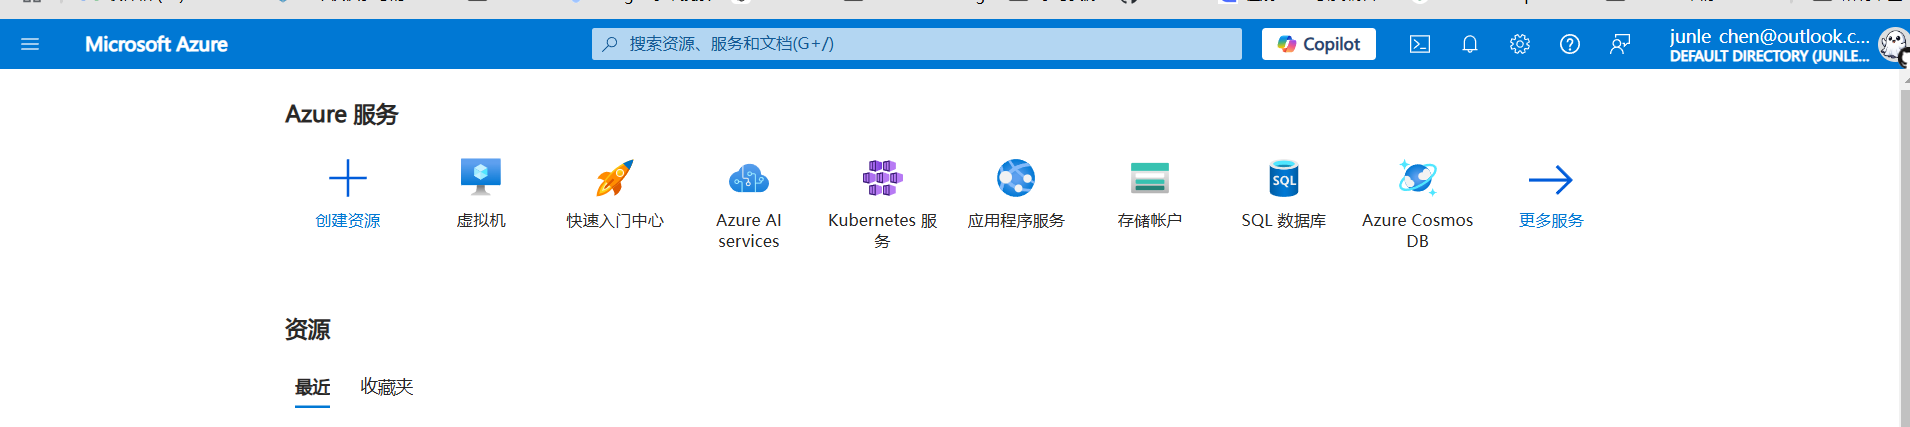 Microsoft Azure
搜索资源、服务和文档(G+/)
Copilot
junle_chen@outlook.c...
DEFAULT DIRECTORY (JUNLE...
Azure 服务
创建资源
虚拟机
快速入门中心
Azure AI
services
Kubernetes 服
务
应用程序服务
存储帐户
SQL
SQL 数据库
Azure Cosmos
DB
更多服务
资源
最近
收藏夹